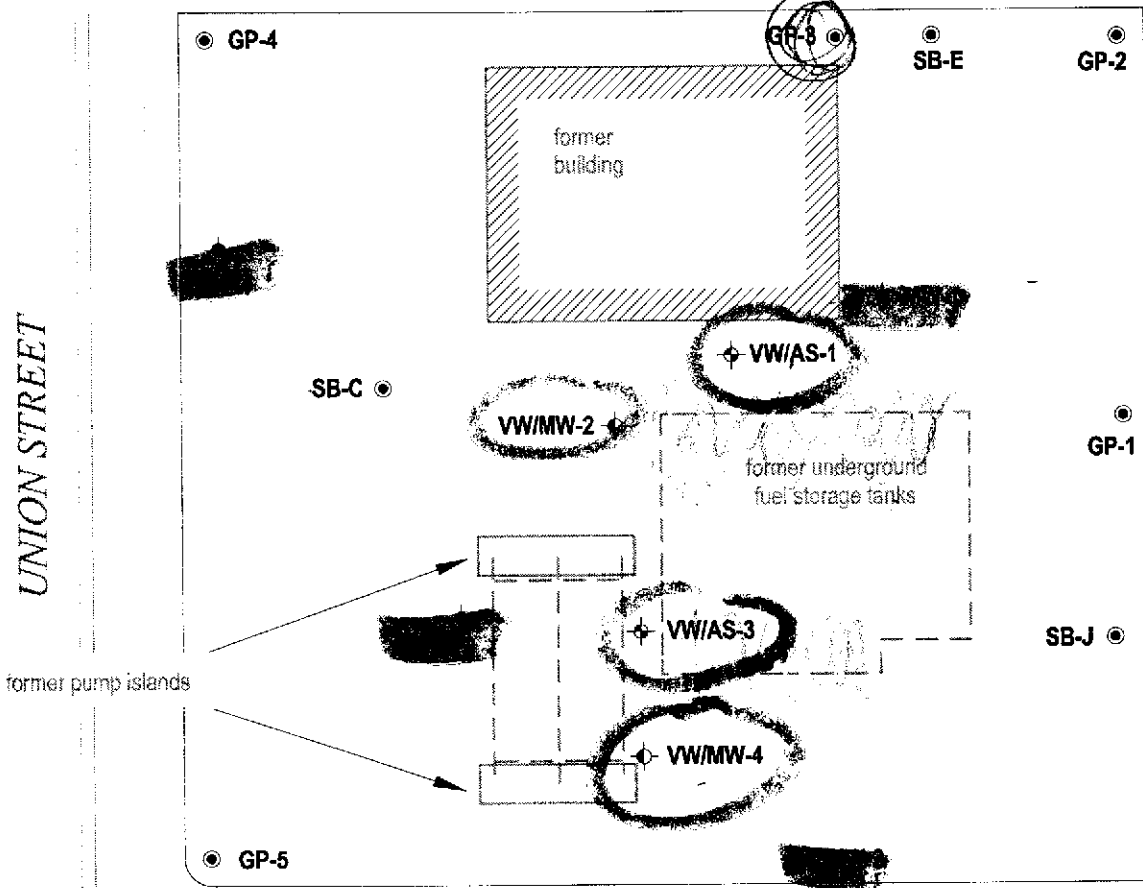 GP-4
GP-3
SB-E
GP-2
former
building
UNION STREET
VW/AS-1
SB-C
VW/MW-2
GP-1
former underground
fuel storage tanks
VW/AS-3
SB-J
former pump islands
VW/MW-4
GP-5